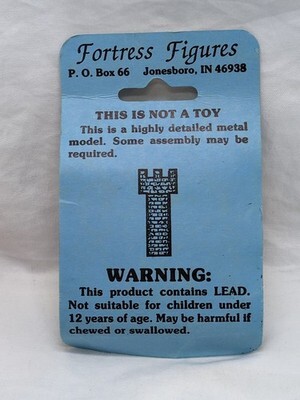 Fortress Figures
P. O. Box 66 Jonesboro, IN 46938
THIS IS NOT A TOY
This is a highly detailed metal
model. Some assembly may be
required.
WARNING:
This product contains LEAD.
Not suitable for children under
12 years of age. May be harmful if
chewed or swallowed.